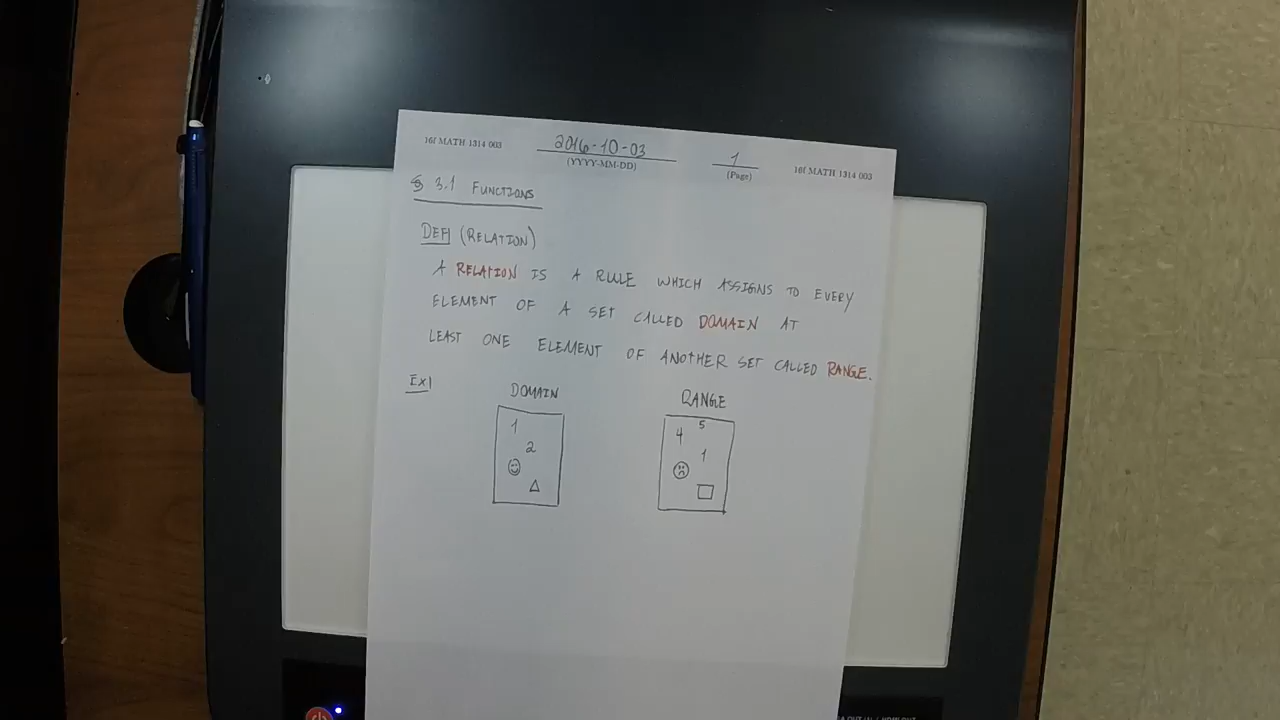 16f MATH 1314 003
2016-10-03
(YYYY-MM-DD)
1
(Page)
16f MATH 1314 003
§ 3.1 FUNCTIONS
DEF (RELATION)
A RELATION IS A RULE WHICH ASSIGNS TO EVERY
ELEMENT OF A SET CALLED DOMAIN AT
LEAST ONE ELEMENT OF ANOTHER SET CALLED RANGE.
EX
DOMAIN
1
2
RANGE
5
4
1